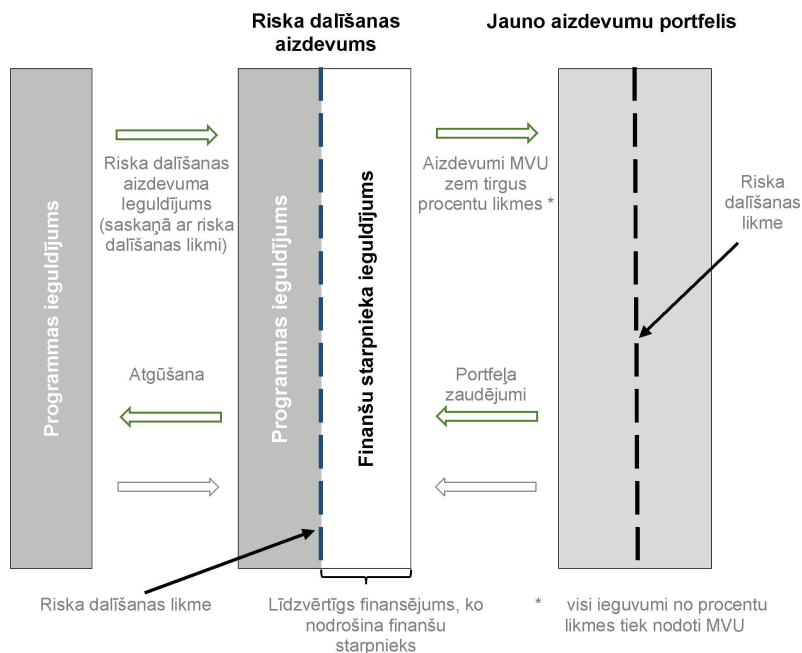 Riska dalīšanas
aizdevums
Jauno aizdevumu portfelis
Programmas ieguldījums
Riska dalīšanas
aizdevuma
Ieguldījums
(saskaņā ar riska
dalīšanas likmi)
Atgūšana
Programmas ieguldījums
Finanšu starpnieka ieguldījums
Aizdevumi MVU
zem tirgus
procentu likmes *
Portfeļa
zaudējumi
Riska
dalīšanas
likme
Riska dalīšanas likme
Līdzvērtīgs finansējums, ko
nodrošina finanšu
starpnieks
* visi ieguvumi no procentu
likmes tiek nodoti MVU